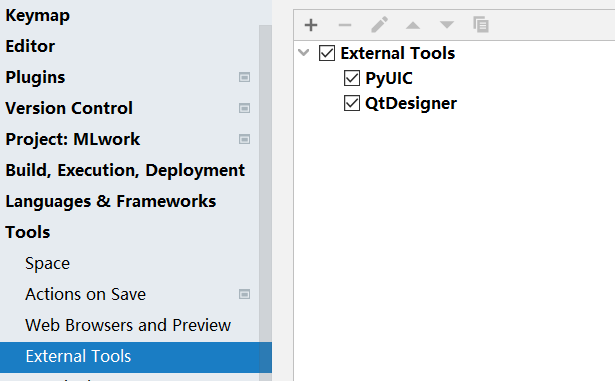 Keymap
Editor
Plugins
Version Control
Project: MLwork
Build, Execution, Deployment
Languages & Frameworks
Tools
Space
Actions on Save
Web Browsers and Preview
External Tools
External Tools
PyUIC
QtDesigner